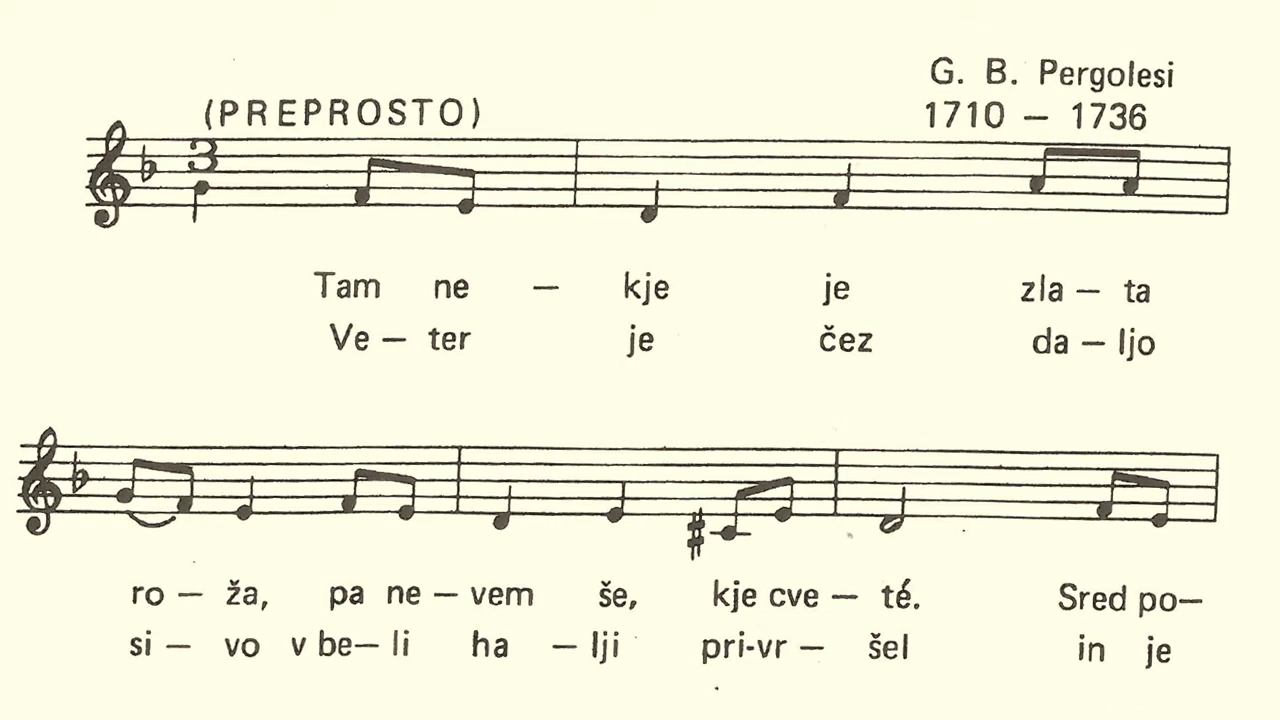 G. B. Pergolesi
(PREPROSTO) 1710 – 1736
3
Tam ne – kje je zla – ta
Ve – ter je čez da – ljo
ro – ža, pa ne – vem še, kje cve – té. Sred po–
si – vo v be– li ha – lji pri-vr – šel in je